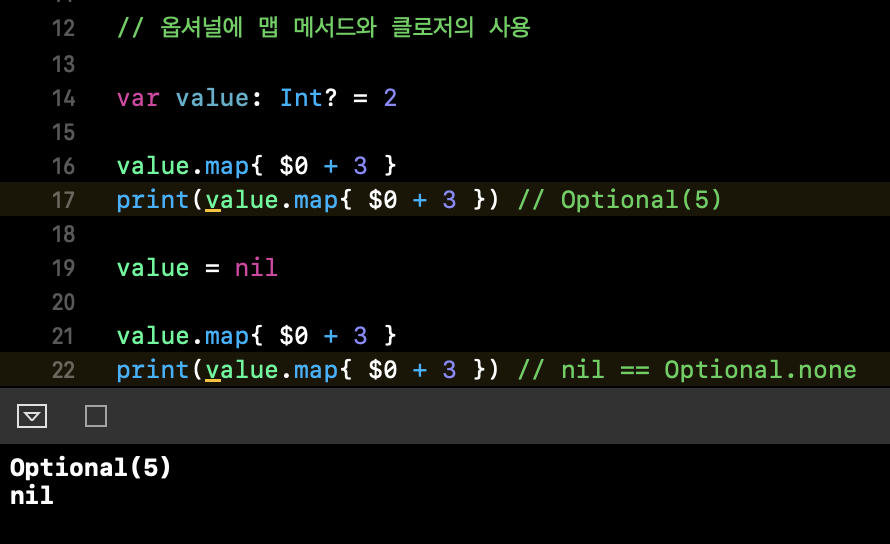 12 // 옵셔널에 맵 메서드와 클로저의 사용
13
14 var value: Int? = 2
15
16 value.map{ $0 + 3 }
17 print(value.map{ $0 + 3 }) // Optional(5)
18
19 value = nil
20
21 value.map{ $0 + 3 }
22 print(value.map{ $0 + 3 }) // nil == Optional.none
Optional(5)
nil